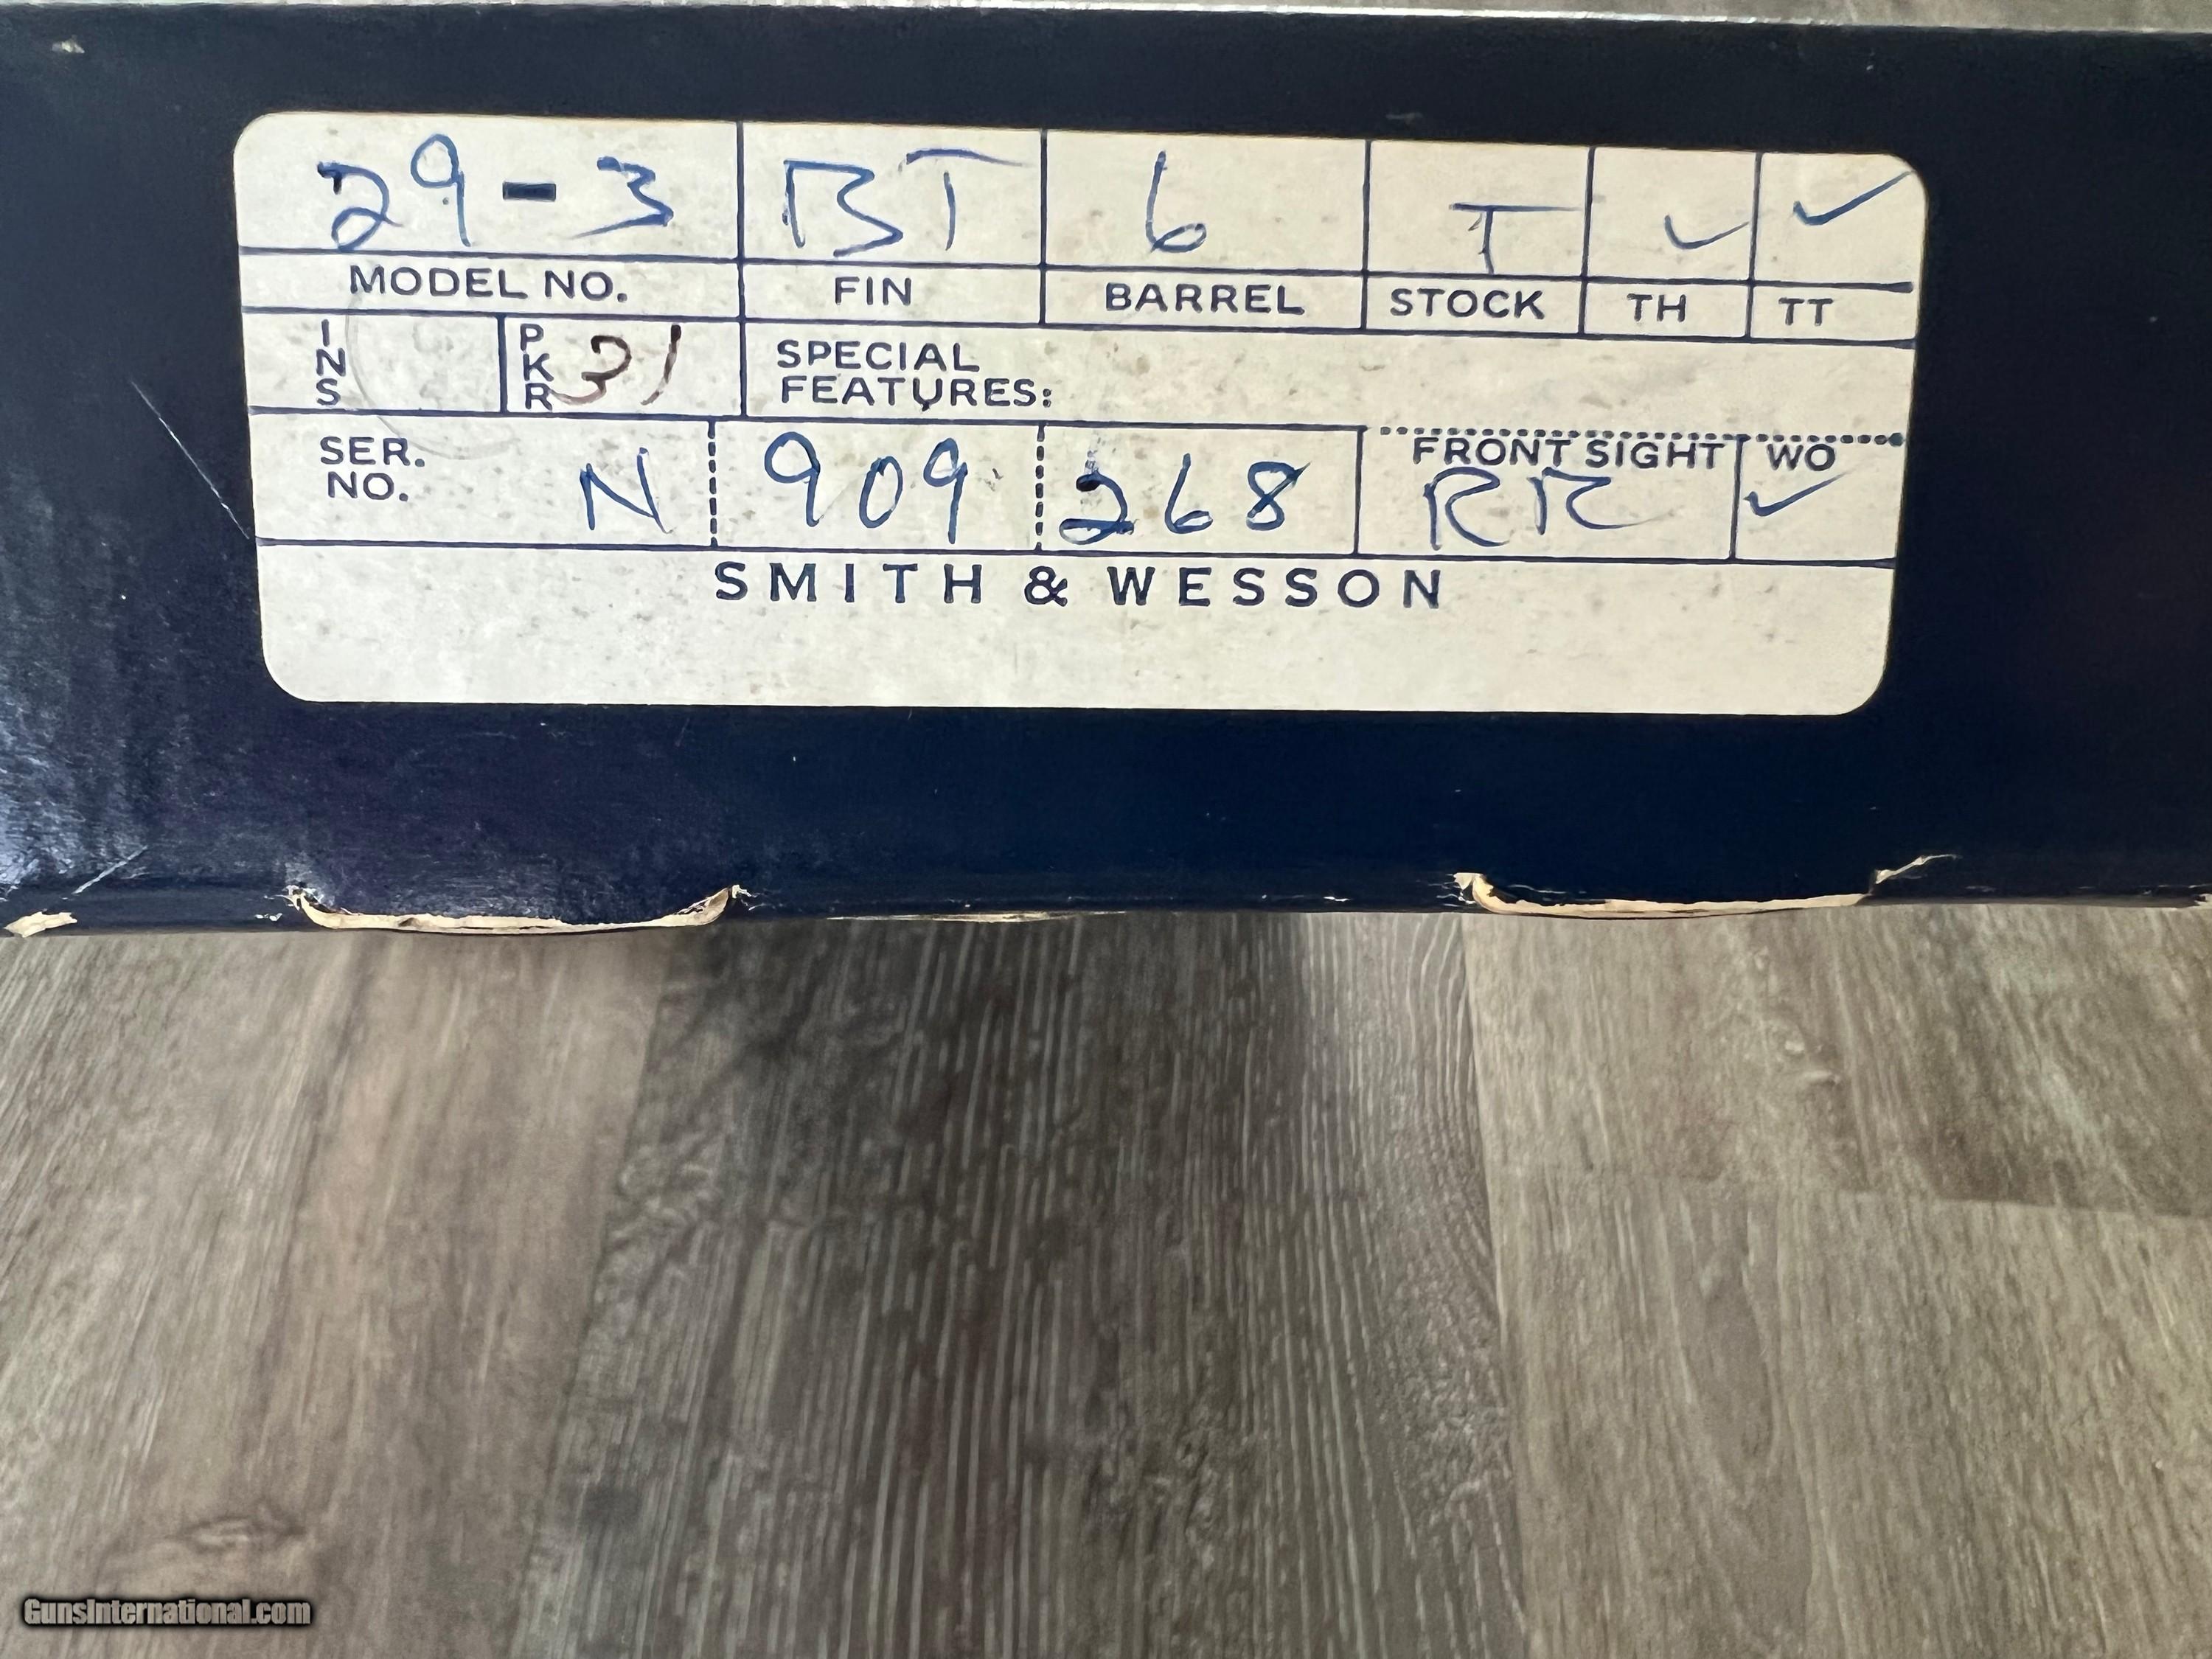 29-3 BT 6 T ✓ ✓
MODEL NO. FIN BARREL STOCK TH TT
INS PKR 31 SPECIAL
FEATURES:
SER.
NO. N 909 268 FRONT SIGHT RR WO ✓
SMITH & WESSON
GunsInternational.com